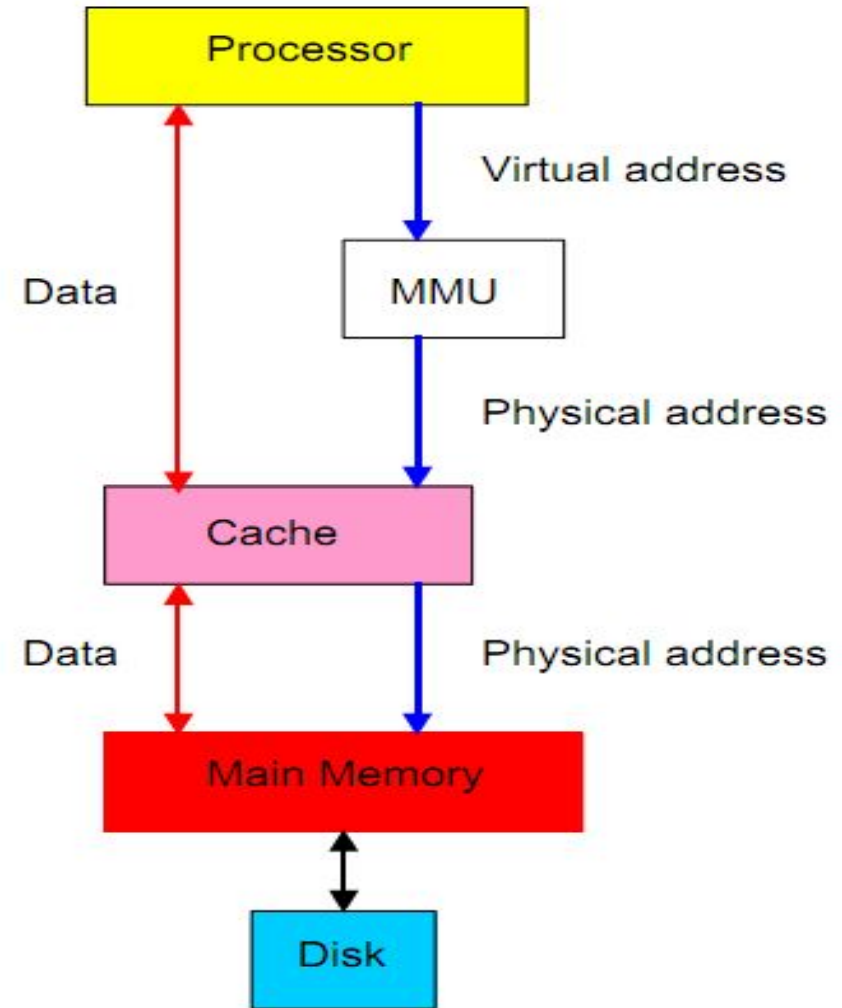 Processor
Virtual address
Data
MMU
Physical address
Cache
Data
Physical address
Main Memory
Disk